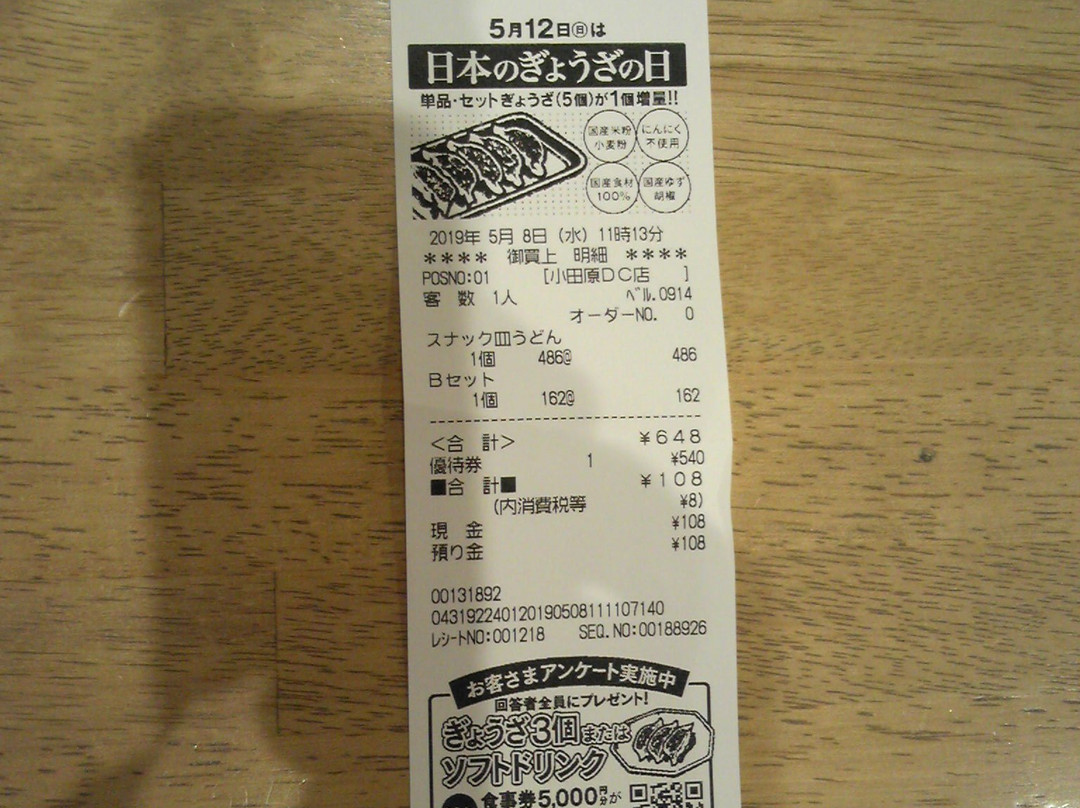 5月12日㊐は
日本のぎょうざの日
単品・セットぎょうざ(5個)が1個増量!!
国産米粉 小麦粉
にんにく 不使用
国産食材 100%
国産ゆず 胡椒
2019年 5月 8日 (水) 11時13分
**** 御買上 明細 ****
POSNO:01 [小田原DC店 ]
客 数 1人 ﾍﾞﾙ.0914
オーダーNO. 0
スナック皿うどん
1個 486@ 486
Bセット
1個 162@ 162
<合 計> ¥648
優待券 1 ¥540
■合 計■ ¥108
(内消費税等 ¥8)
現 金 ¥108
預り金 ¥108
00131892
043192240120190508111107140
ﾚｼｰﾄNO:001218 SEQ.NO:00188926
お客さまアンケート実施中
回答者全員にプレゼント!
ぎょうざ3個または
ソフトドリンク
食事券5,000円分が